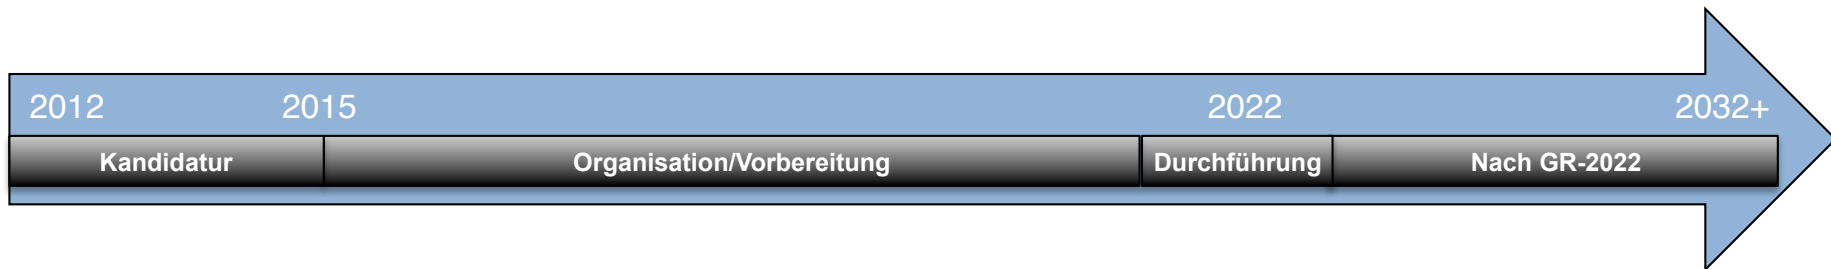 2012 2015 2022 2032+
Kandidatur Organisation/Vorbereitung Durchführung Nach GR-2022